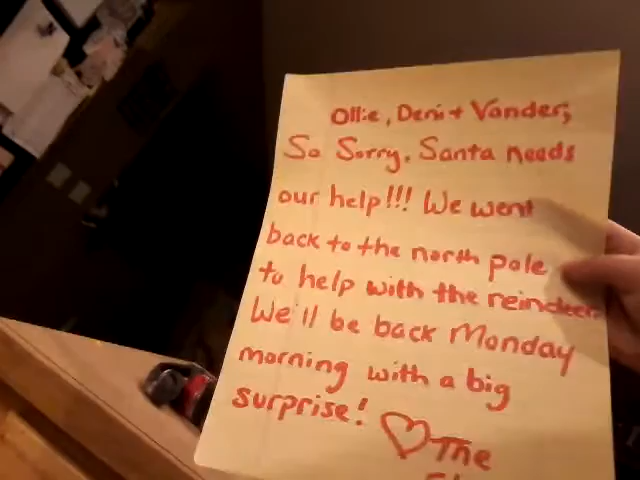 Ollie, Deni + Vander,
So Sorry. Santa needs
our help!!! We went
back to the north pole
to help with the reindeer.
We'll be back Monday
morning with a big
surprise!
The